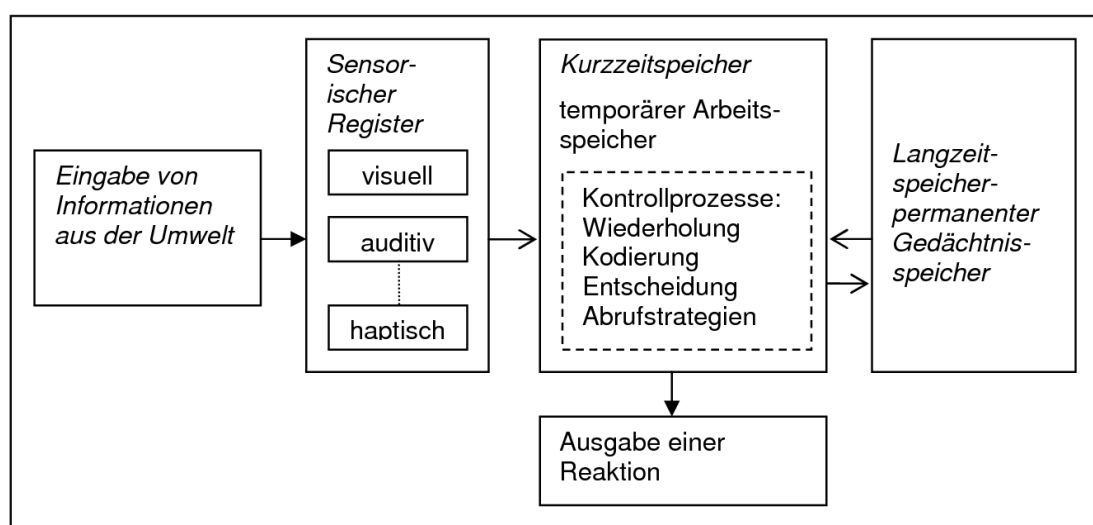 Eingabe von
Informationen
aus der Umwelt
Sensor-
ischer
Register
visuell
auditiv
haptisch
Kurzzeitspeicher
temporärer Arbeits-
speicher
Kontrollprozesse:
Wiederholung
Kodierung
Entscheidung
Abrufstrategien
Langzeit-
speicher-
permanenter
Gedächtnis-
speicher
Ausgabe einer
Reaktion